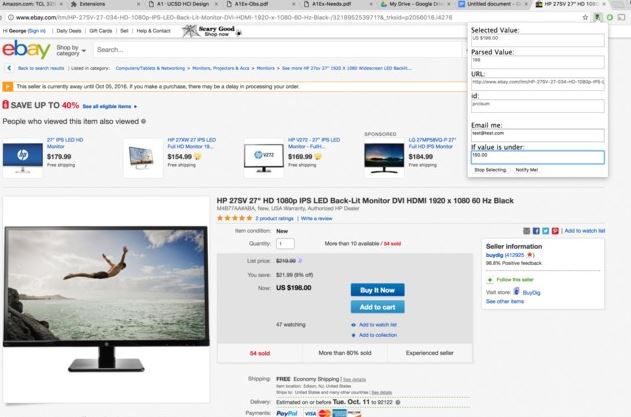 Amazon.com: TCL 32S
Extensions
A1 · UCSD HCI Design
A1Ex-Obs.pdf
A1Ex-Needs.pdf
My Drive - Google D
Untitled document - G
HP 27SV 27" HD 1080
www.ebay.com/itm/HP-27SV-27-034-HD-1080p-IPS-LED-Back-Lit-Monitor-DVI-HDMI-1920-x-1080-60-Hz-Black-/321895253971?&_trksid=p2056016.l4276
Hi George (Sign in)
Daily Deals
Gift Cards
Sell
Help & Contact
Scary Good
Shop now
ebay
Shop by category
Search...
Back to search results
Listed in category:
Computers/Tablets & Networking > Monitors, Projectors & Accs > Monitors > See more HP 27sv 27" 1920 X 1080 Widescreen LED Backlit...
This seller is currently away until Oct 05, 2016. If you make a purchase, there may be a delay in processing your order.
SAVE UP TO 40%
See all eligible items
People who viewed this item also viewed
27" IPS LED HD Monitor
$179.99
Free shipping
HP 27XW 27 IPS LED Full HD Monitor 19...
$154.99
Free shipping
HP V272 - 27" IPS LED Monitor - FullH...
$169.99
Free shipping
SPONSORED
LG 27MP58VQ-P 27" Full HD IPS LED Monitor
$184.99
Free shipping
Selected Value:
US $198.00
Parsed Value:
198
URL:
http://www.ebay.com/itm/HP-27SV-27-034-HD-1080p-IPS-L
id:
prcIsum
Email me:
test@test.com
If value is under:
150.00
Stop Selecting
Notify Me!
HP 27SV 27" HD 1080p IPS LED Back-Lit Monitor DVI HDMI 1920 x 1080 60 Hz Black
M4B77AA#ABA, New, USA Warranty, Authorized HP Dealer
2 product ratings | Write a review
Item condition: New
Quantity: 1
More than 10 available / 54 sold
List price: $219.99
You save: $21.99 (9% off)
Now: US $198.00
Buy It Now
Add to cart
47 watching
Add to watch list
Add to collection
54 sold
More than 80% sold
Experienced seller
Shipping: FREE Economy Shipping | See details
Item location: Edison, NJ, United States
Ships to: United States and many other countries | See details
Delivery: Estimated on or before Tue. Oct. 11 to 92122
Payments: PayPal VISA
Add to watch list
Seller information
buydig (412925
98.8% Positive feedback
Follow this seller
Visit store: BuyDig
See other items